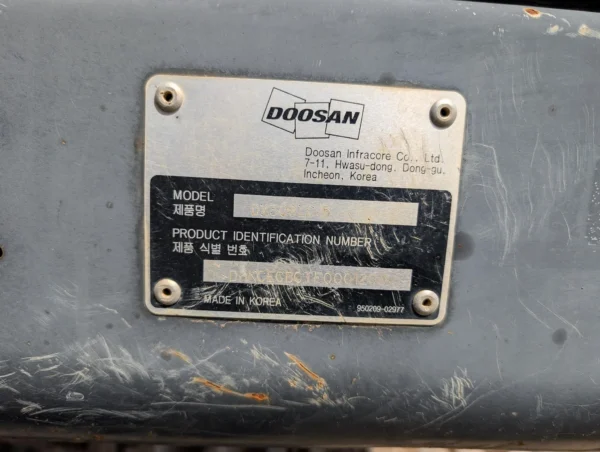 DOOSAN
Doosan Infracore Co., Ltd.
7-11, Hwasu-dong, Dong-gu,
Incheon, Korea
MODEL
제품명
PRODUCT IDENTIFICATION NUMBER
제품 식별 번호
MADE IN KOREA
950209-02977